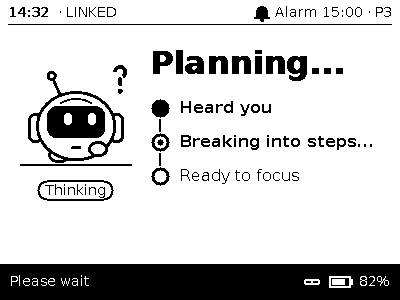 14:32 · LINKED
Alarm 15:00 · P3
Planning...
?
Heard you
Breaking into steps...
Ready to focus
Thinking
Please wait
82%